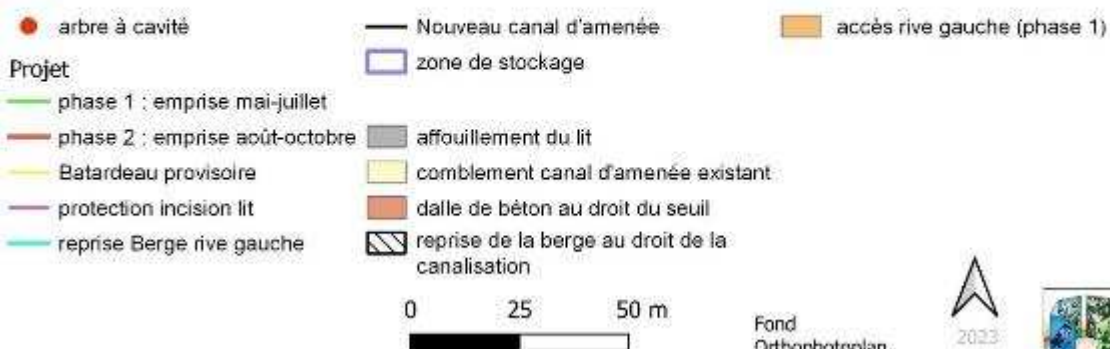 arbre à cavité
Projet
phase 1 : emprise mai-juillet
phase 2 : emprise août-octobre
Batardeau provisoire
protection incision lit
reprise Berge rive gauche
Nouveau canal d'amenée
zone de stockage
affouillement du lit
comblement canal d'amenée existant
dalle de béton au droit du seuil
reprise de la berge au droit de la
canalisation
accès rive gauche (phase 1)
0 25 50 m
Fond
Orthophotoplan
2023